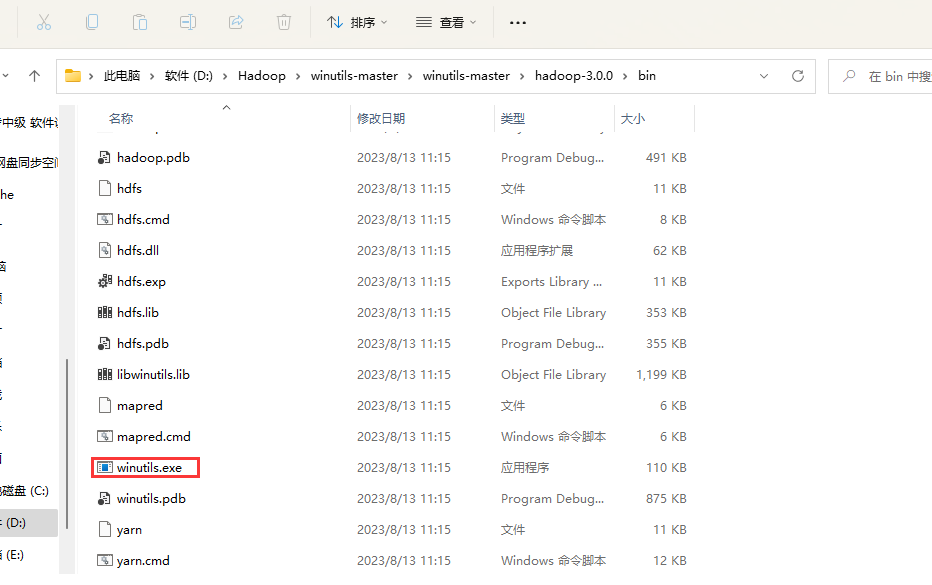 排序 查看 •••
此电脑 > 软件 (D:) > Hadoop > winutils-master > winutils-master > hadoop-3.0.0 > bin
在 bin 中搜
名称 修改日期 类型 大小
hadoop.pdb 2023/8/13 11:15 Program Debug... 491 KB
hdfs 2023/8/13 11:15 文件 11 KB
hdfs.cmd 2023/8/13 11:15 Windows 命令脚本 8 KB
hdfs.dll 2023/8/13 11:15 应用程序扩展 62 KB
hdfs.exp 2023/8/13 11:15 Exports Library ... 11 KB
hdfs.lib 2023/8/13 11:15 Object File Library 353 KB
hdfs.pdb 2023/8/13 11:15 Program Debug... 355 KB
libwinutils.lib 2023/8/13 11:15 Object File Library 1,199 KB
mapred 2023/8/13 11:15 文件 6 KB
mapred.cmd 2023/8/13 11:15 Windows 命令脚本 6 KB
winutils.exe 2023/8/13 11:15 应用程序 110 KB
winutils.pdb 2023/8/13 11:15 Program Debug... 875 KB
yarn 2023/8/13 11:15 文件 11 KB
yarn.cmd 2023/8/13 11:15 Windows 命令脚本 12 KB
中级 软件
网盘同步空间
he
磁盘 (C:)
(D:)
(E:)